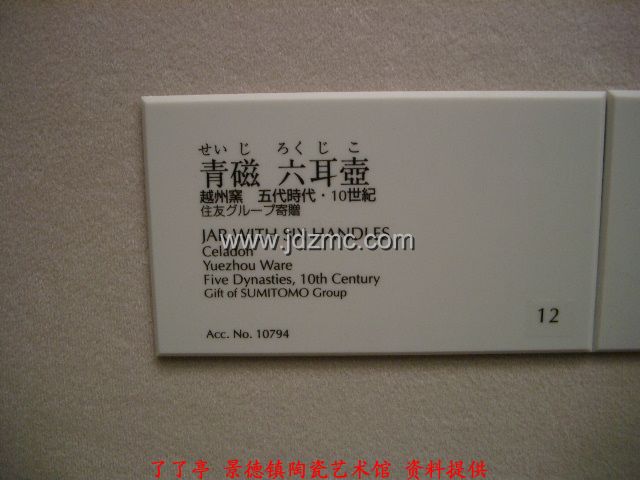 せいじ ろくじこ
青磁 六耳壺
越州窯 五代時代・10世紀
住友グループ寄贈
JAR WITH SIX HANDLES
www.jdzmc.com
Celadon
Yuezhou Ware
Five Dynasties, 10th Century
Gift of SUMITOMO Group
12
Acc. No. 10794
了了亭 景德镇陶瓷艺术馆 资料提供